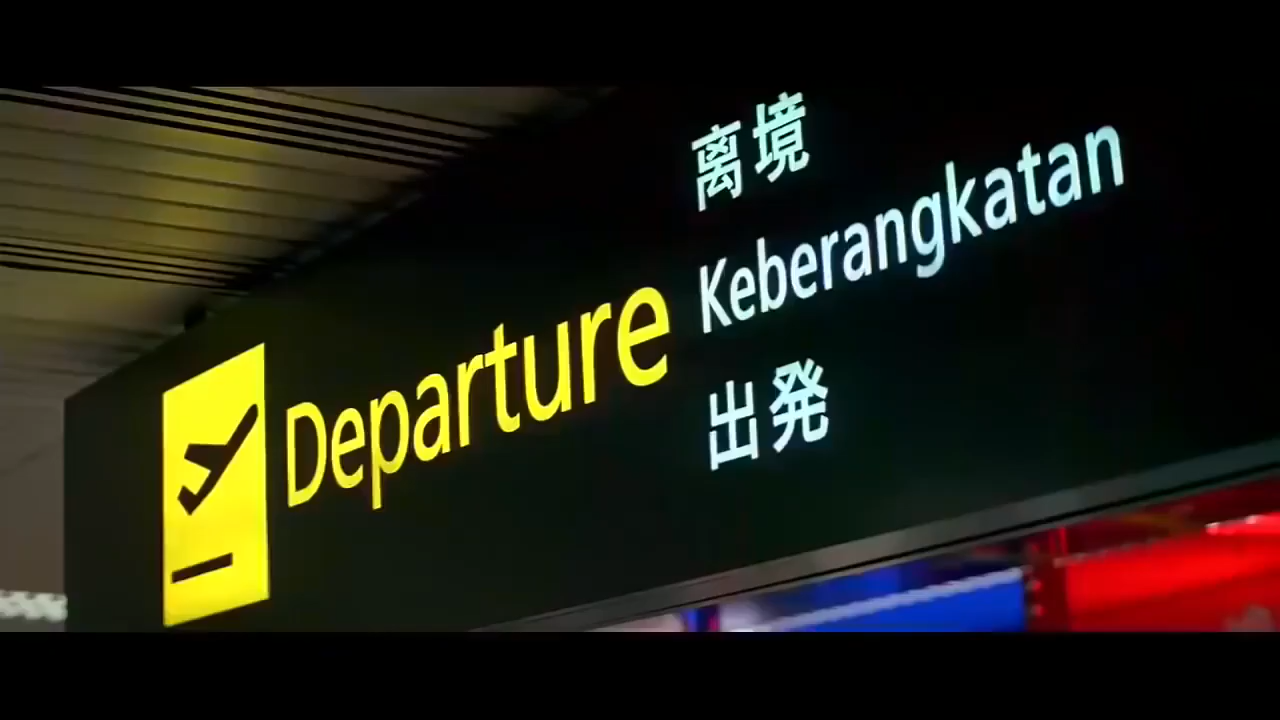 Departure
离境
Keberangkatan
出発